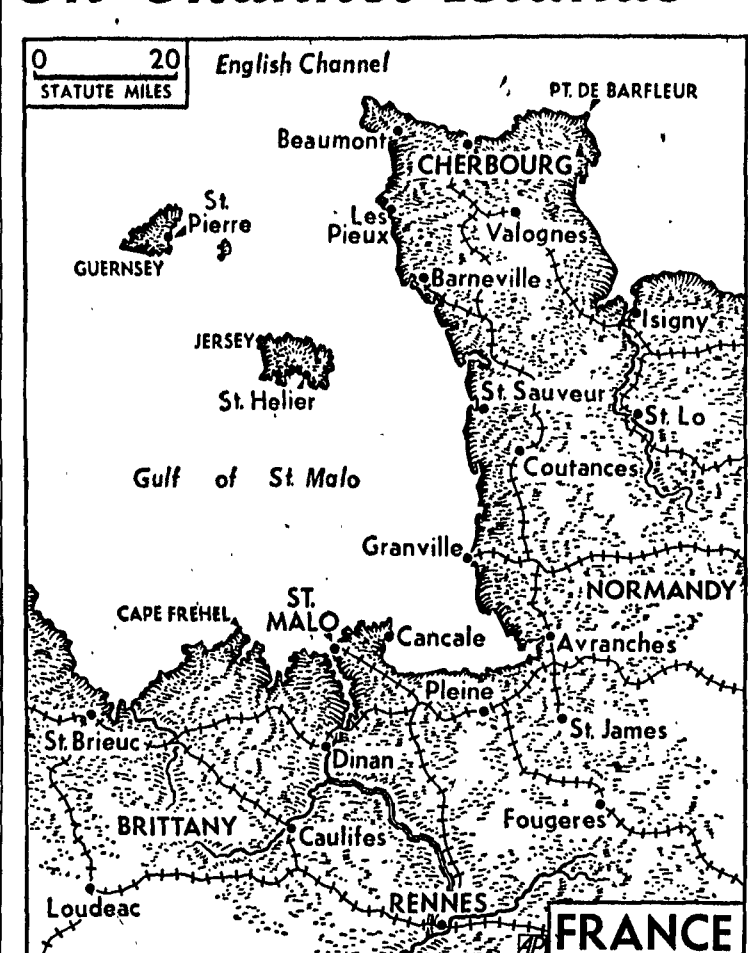 0 20
STATUTE MILES
English Channel
PT. DE BARFLEUR
Beaumont
CHERBOURG
St.
Pierre
Les
Pieux
Valognes
GUERNSEY
Barneville
Isigny
JERSEY
St. Helier
St. Sauveur
St. Lo
Coutances
Gulf of St. Malo
Granville
NORMANDY
CAPE FREHEL
ST.
MALO
Cancale
Avranches
Pleine
St. Brieuc
St. James
Dinan
BRITTANY
Caulifes
Fougeres
Loudeac
RENNES
AP
FRANCE